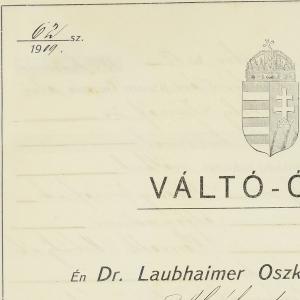 62 sz.
1919.
VÁLTÓ-Ó
Én Dr. Laubhaimer Oszk